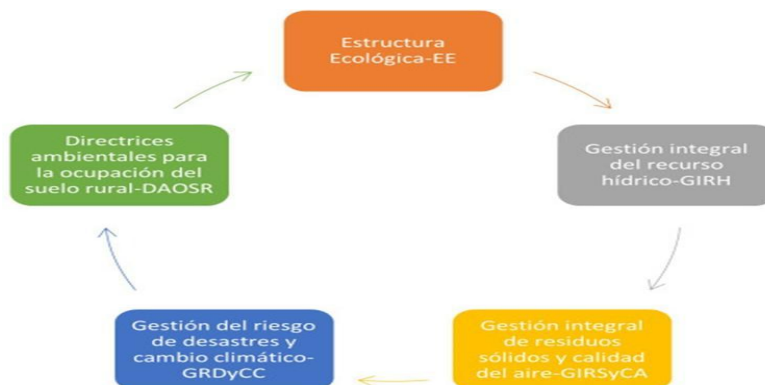 Estructura
Ecológica-EE
Gestión integral
del recurso
hídrico-GIRH
Gestión integral
de residuos
sólidos y calidad
del aire-GIRSyCA
Gestión del riesgo
de desastres y
cambio climático-
GRDyCC
Directrices
ambientales para
la ocupación del
suelo rural-DAOSR